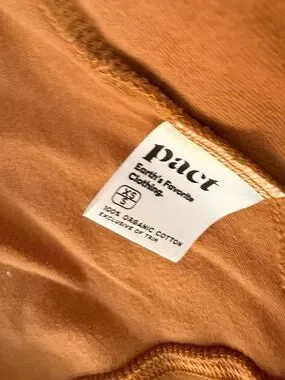 pact
Earth's Favorite
Clothing.
XS
S
100% ORGANIC COTTON
EXCLUSIVE OF TRIM